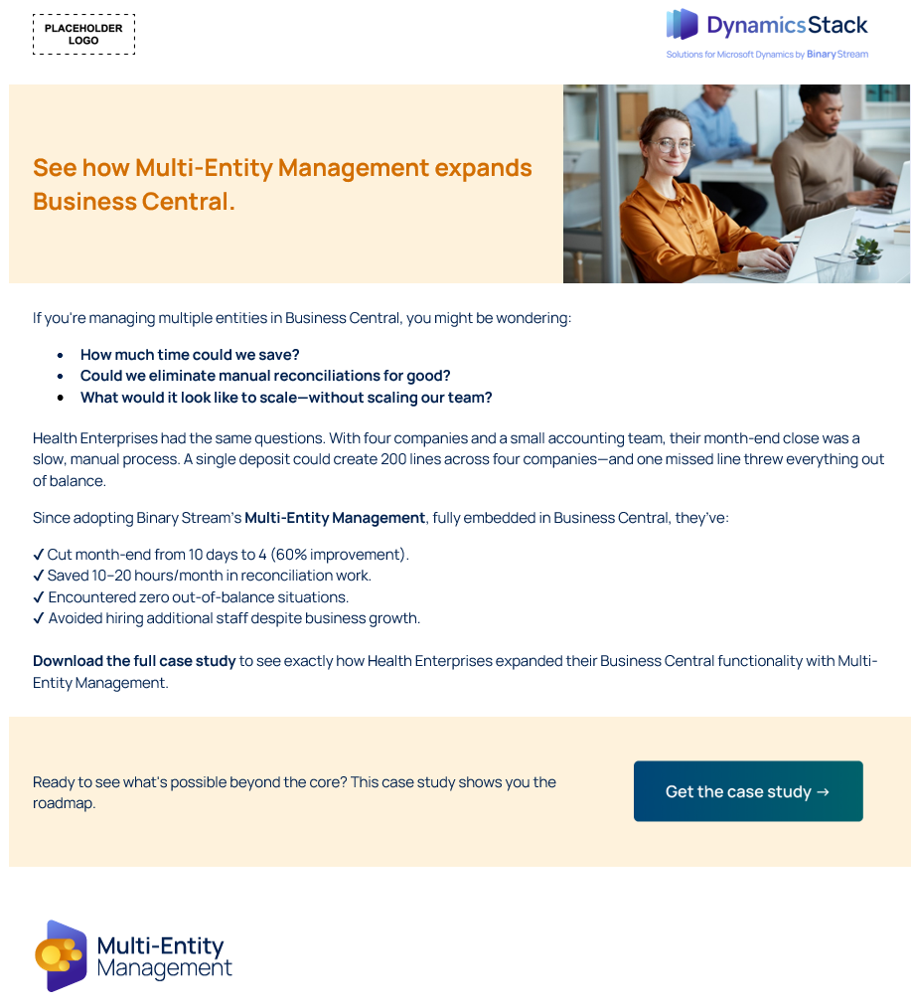 PLACEHOLDER
LOGO
DynamicsStack
Solutions for Microsoft Dynamics by BinaryStream
See how Multi-Entity Management expands
Business Central.
If you're managing multiple entities in Business Central, you might be wondering:
• How much time could we save?
• Could we eliminate manual reconciliations for good?
• What would it look like to scale—without scaling our team?
Health Enterprises had the same questions. With four companies and a small accounting team, their month-end close was a
slow, manual process. A single deposit could create 200 lines across four companies—and one missed line threw everything out
of balance.
Since adopting Binary Stream's Multi-Entity Management, fully embedded in Business Central, they've:
✓ Cut month-end from 10 days to 4 (60% improvement).
✓ Saved 10–20 hours/month in reconciliation work.
✓ Encountered zero out-of-balance situations.
✓ Avoided hiring additional staff despite business growth.
Download the full case study to see exactly how Health Enterprises expanded their Business Central functionality with Multi-
Entity Management.
Ready to see what's possible beyond the core? This case study shows you the
roadmap.
Get the case study →
Multi-Entity
Management